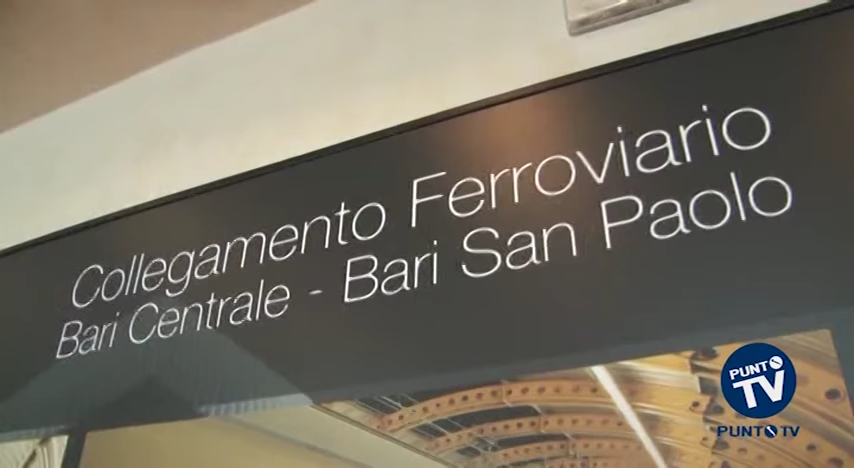 Collegamento Ferroviario
Bari Centrale - Bari San Paolo
PUNTO
TV
PUNTO TV